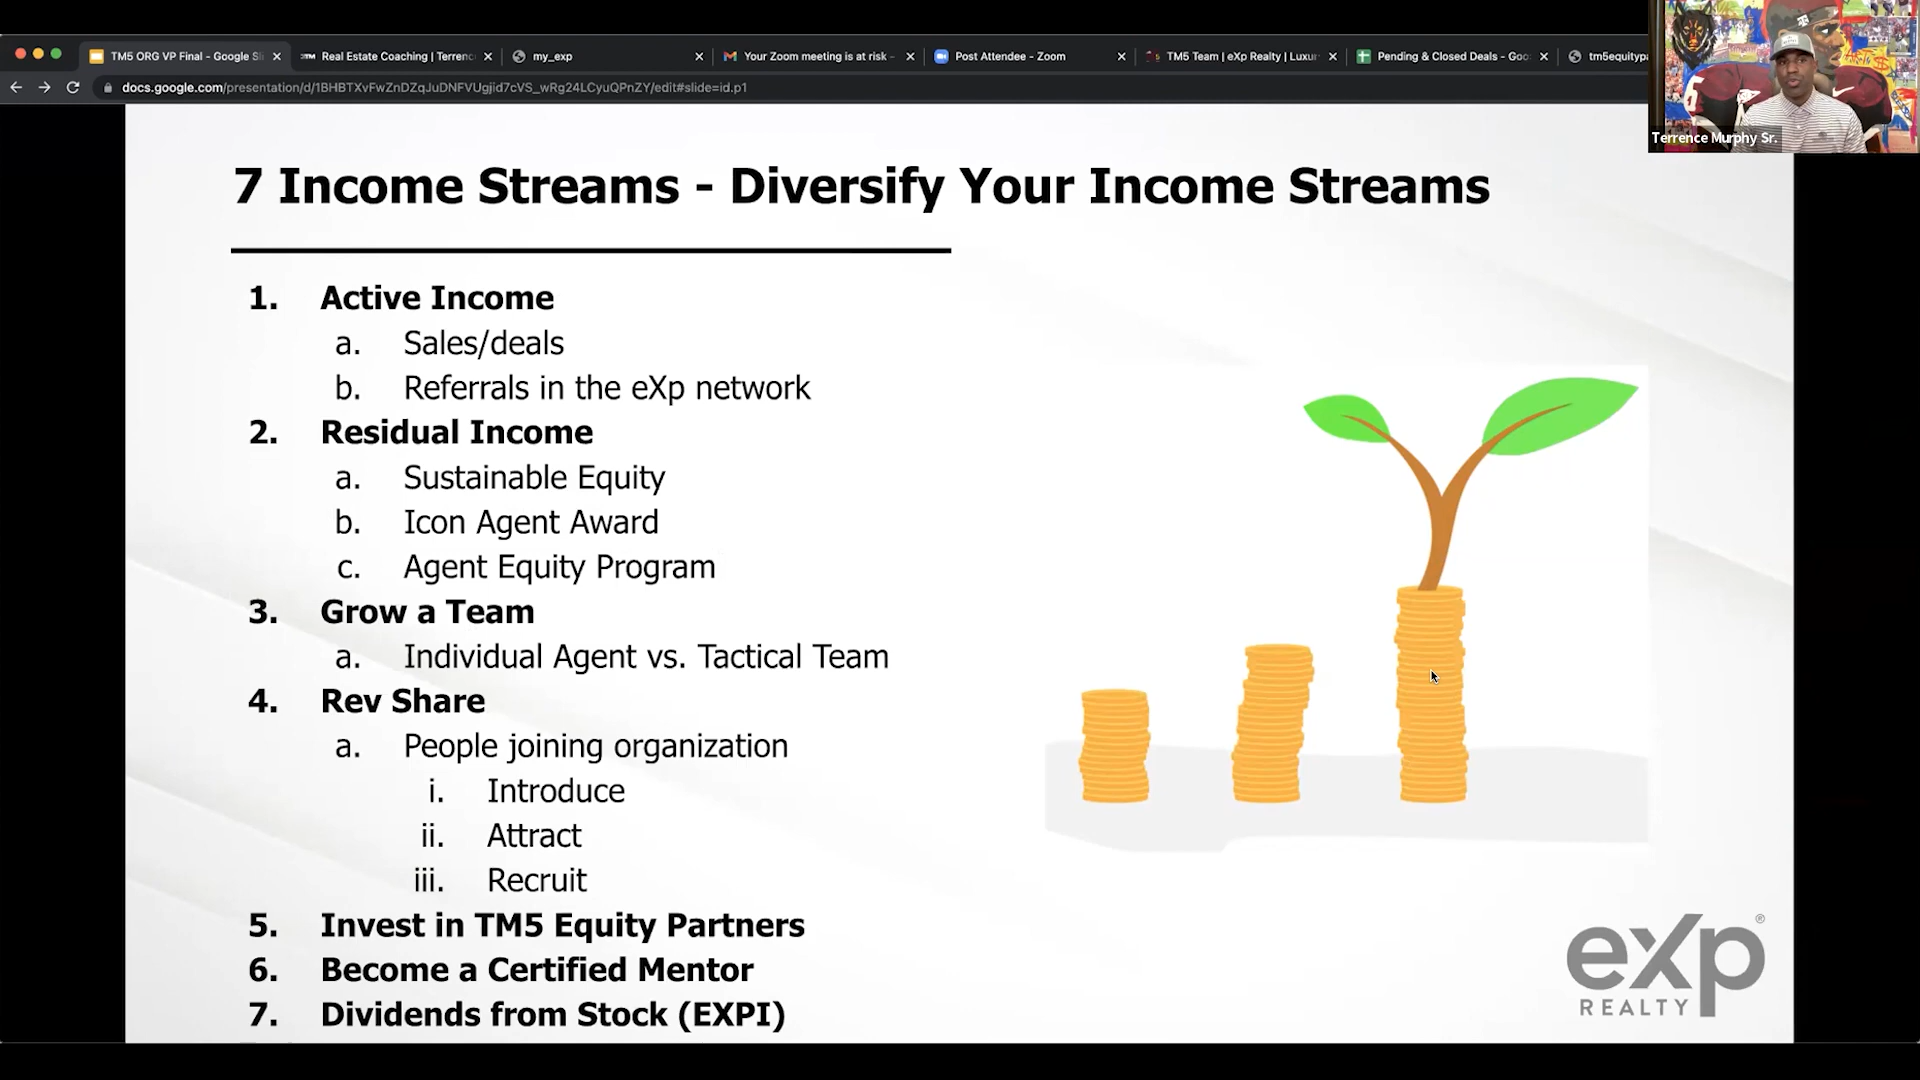 TM5 ORG VP Final - Google Sli
Real Estate Coaching | Terrenc
my_exp
Your Zoom meeting is at risk -
Post Attendee - Zoom
TM5 Team | eXp Realty | Luxur
Pending & Closed Deals - Goo
tm5equitypa
docs.google.com/presentation/d/1BHBTXvFwZnDZqJuDNFVUgjid7cVS_wRg24LCyuQPnZY/edit#slide=id.p1
Terrence Murphy Sr.
7 Income Streams - Diversify Your Income Streams
1. Active Income
a. Sales/deals
b. Referrals in the eXp network
2. Residual Income
a. Sustainable Equity
b. Icon Agent Award
c. Agent Equity Program
3. Grow a Team
a. Individual Agent vs. Tactical Team
4. Rev Share
a. People joining organization
i. Introduce
ii. Attract
iii. Recruit
5. Invest in TM5 Equity Partners
6. Become a Certified Mentor
7. Dividends from Stock (EXPI)
eXp®
REALTY